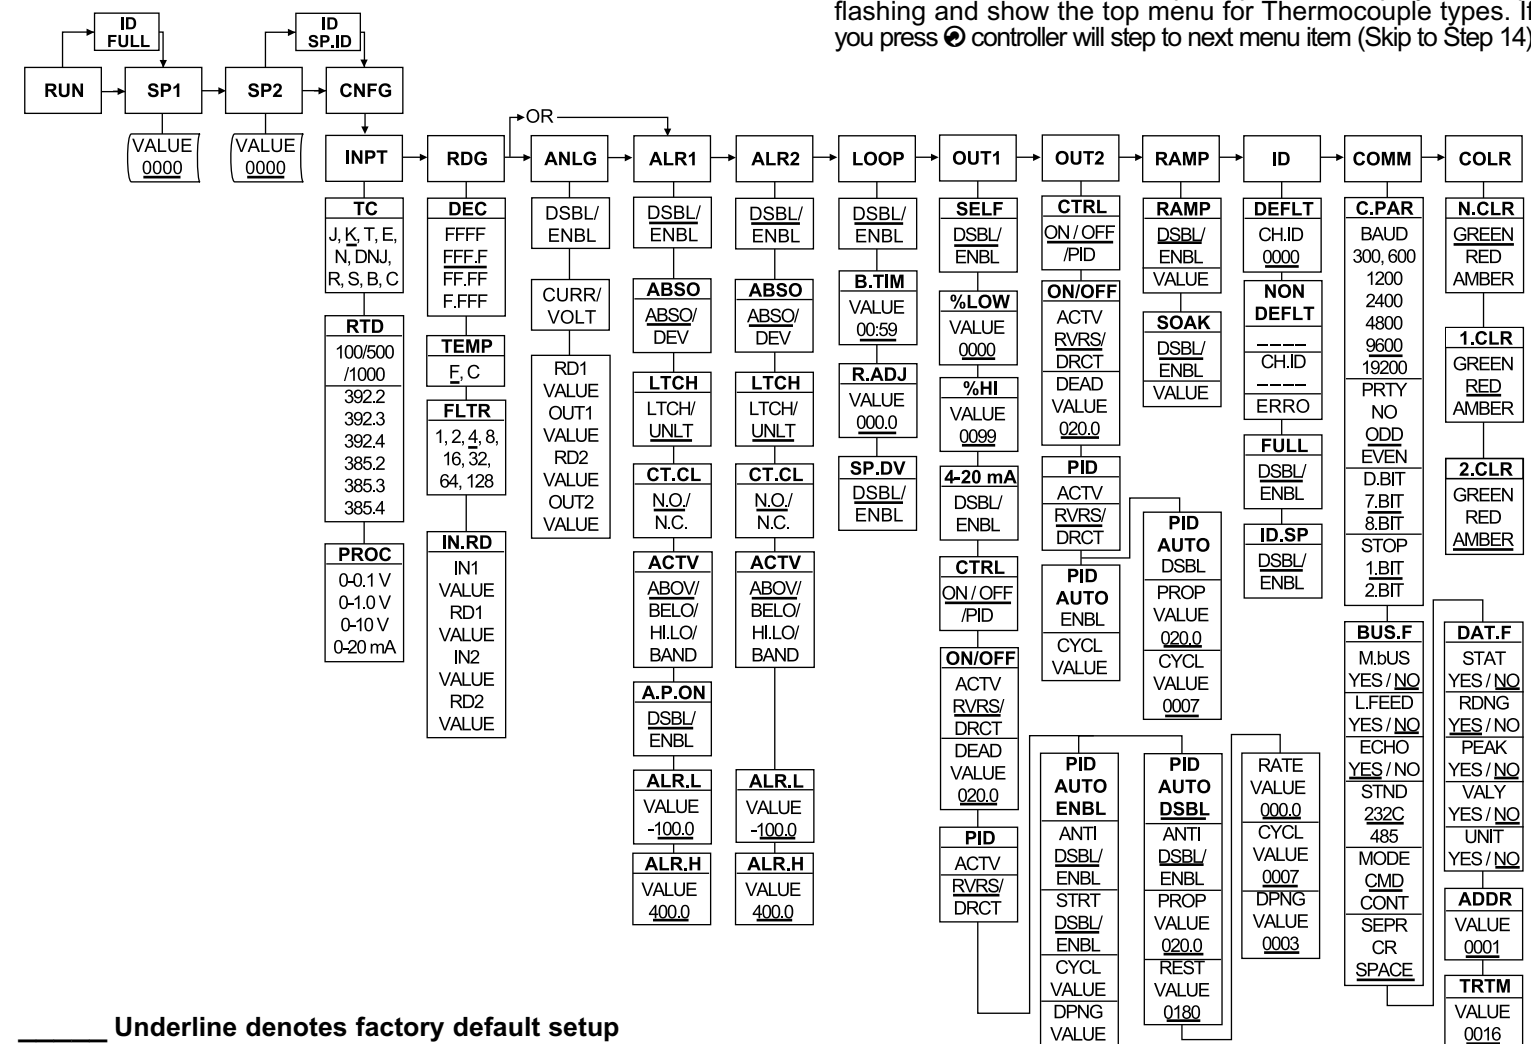 flashing and show the top menu for Thermocouple types. If
you press controller will step to next menu item (Skip to Step 14)
ID
FULL
ID
SP.ID
RUN
SP1
SP2
CNFG
VALUE
0000
VALUE
0000
OR
INPT
RDG
ANLG
ALR1
ALR2
LOOP
OUT1
OUT2
RAMP
ID
COMM
COLR
TC
J, K, T, E,
N, DNJ,
R, S, B, C
RTD
100/500
/1000
392.2
392.3
392.4
385.2
385.3
385.4
PROC
0-0.1 V
0-1.0 V
0-10 V
0-20 mA
DEC
FFFF
FFF.F
FF.FF
F.FFF
TEMP
F, C
FLTR
1, 2, 4, 8,
16, 32,
64, 128
IN.RD
IN1
VALUE
RD1
VALUE
IN2
VALUE
RD2
VALUE
DSBL/
ENBL
CURR/
VOLT
RD1
VALUE
OUT1
VALUE
RD2
VALUE
OUT2
VALUE
DSBL/
ENBL
ABSO
ABSO/
DEV
LTCH
LTCH/
UNLT
CT.CL
N.O./
N.C.
ACTV
ABOV/
BELO/
HI.LO/
BAND
A.P.ON
DSBL/
ENBL
ALR.L
VALUE
-100.0
ALR.H
VALUE
400.0
DSBL/
ENBL
ABSO
ABSO/
DEV
LTCH
LTCH/
UNLT
CT.CL
N.O./
N.C.
ACTV
ABOV/
BELO/
HI.LO/
BAND
ALR.L
VALUE
-100.0
ALR.H
VALUE
400.0
DSBL/
ENBL
B.TIM
VALUE
00:59
R.ADJ
VALUE
000.0
SP.DV
DSBL/
ENBL
SELF
DSBL/
ENBL
%LOW
VALUE
0000
%HI
VALUE
0099
4-20 mA
DSBL/
ENBL
CTRL
ON / OFF
/PID
ON/OFF
ACTV
RVRS/
DRCT
DEAD
VALUE
020.0
PID
ACTV
RVRS/
DRCT
CTRL
ON / OFF
/PID
ON/OFF
ACTV
RVRS/
DRCT
DEAD
VALUE
020.0
PID
ACTV
RVRS/
DRCT
PID
AUTO
ENBL
CYCL
VALUE
PID
AUTO
DSBL
PROP
VALUE
020.0
CYCL
VALUE
0007
PID
AUTO
ENBL
ANTI
DSBL/
ENBL
STRT
DSBL/
ENBL
CYCL
VALUE
DPNG
VALUE
PID
AUTO
DSBL
ANTI
DSBL/
ENBL
PROP
VALUE
020.0
REST
VALUE
0180
RATE
VALUE
000.0
CYCL
VALUE
0007
DPNG
VALUE
0003
RAMP
DSBL/
ENBL
VALUE
SOAK
DSBL/
ENBL
VALUE
DEFLT
CH.ID
0000
NON
DEFLT
_ _ _ _
CH.ID
_ _ _ _
ERRO
FULL
DSBL/
ENBL
ID.SP
DSBL/
ENBL
C.PAR
BAUD
300, 600
1200
2400
4800
9600
19200
PRTY
NO
ODD
EVEN
D.BIT
7.BIT
8.BIT
STOP
1.BIT
2.BIT
BUS.F
M.bUS
YES / NO
L.FEED
YES / NO
ECHO
YES / NO
STND
232C
485
MODE
CMD
CONT
SEPR
CR
SPACE
N.CLR
GREEN
RED
AMBER
1.CLR
GREEN
RED
AMBER
2.CLR
GREEN
RED
AMBER
DAT.F
STAT
YES / NO
RDNG
YES / NO
PEAK
YES / NO
VALY
YES / NO
UNIT
YES / NO
ADDR
VALUE
0001
TRTM
VALUE
0016
______ Underline denotes factory default setup